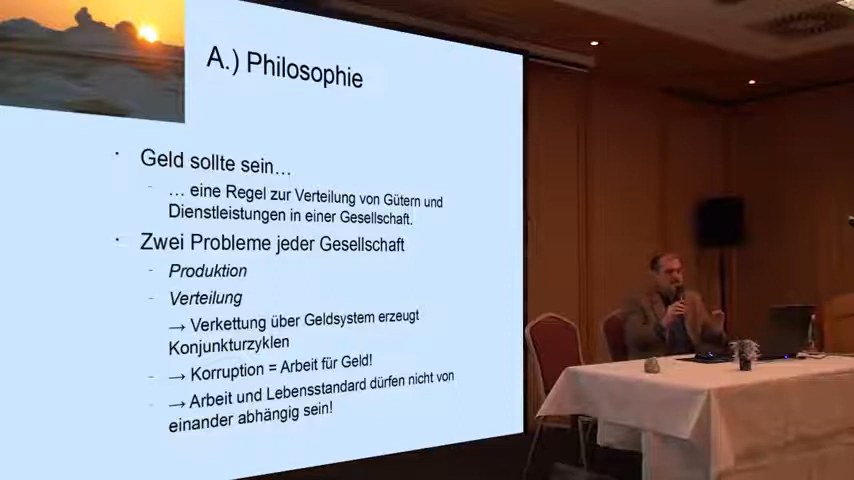 A.) Philosophie
Geld sollte sein…
… eine Regel zur Verteilung von Gütern und
Dienstleistungen in einer Gesellschaft.
Zwei Probleme jeder Gesellschaft
Produktion
Verteilung
→ Verkettung über Geldsystem erzeugt
Konjunkturzyklen
→ Korruption = Arbeit für Geld!
→ Arbeit und Lebensstandard dürfen nicht von
einander abhängig sein!